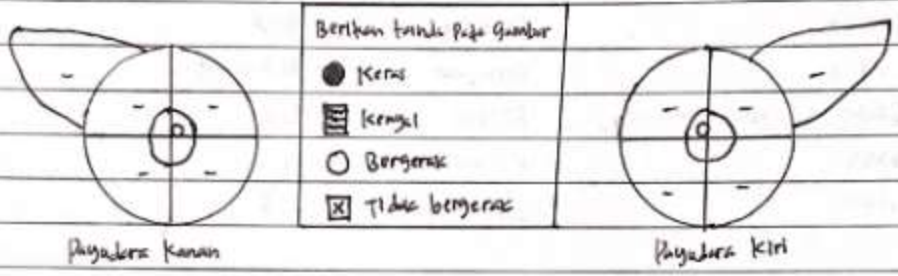 Berikan tanda pada gambar
Keras
Kenyal
Bergerak
Tidak bergerak
Payudara Kanan
Payudara Kiri